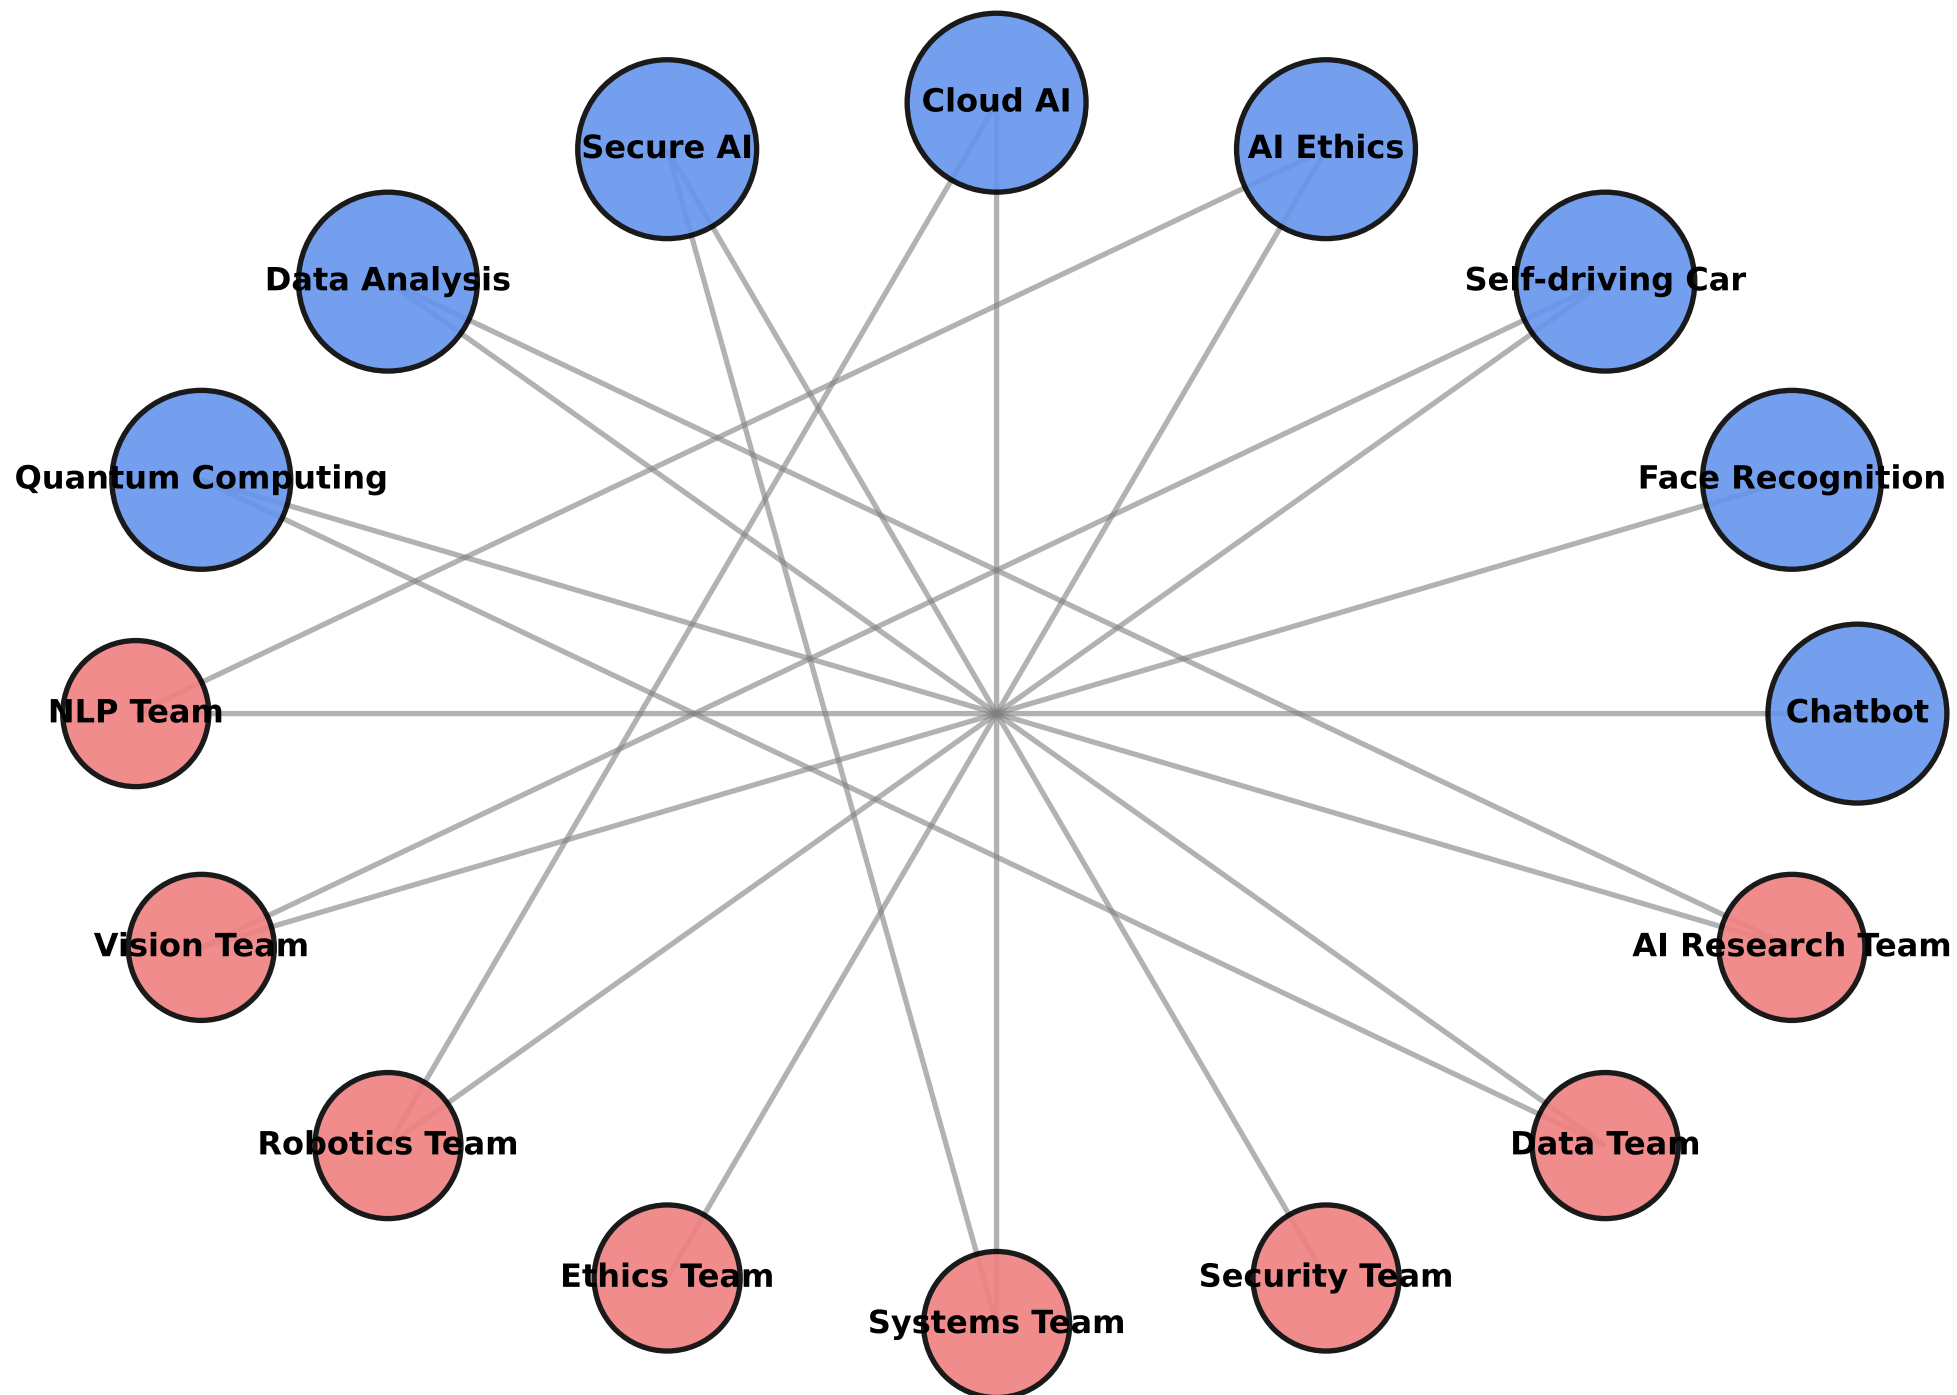 Cloud AI
Secure AI
AI Ethics
Data Analysis
Self-driving Car
Quantum Computing
Face Recognition
NLP Team
Chatbot
Vision Team
AI Research Team
Robotics Team
Data Team
Ethics Team
Security Team
Systems Team